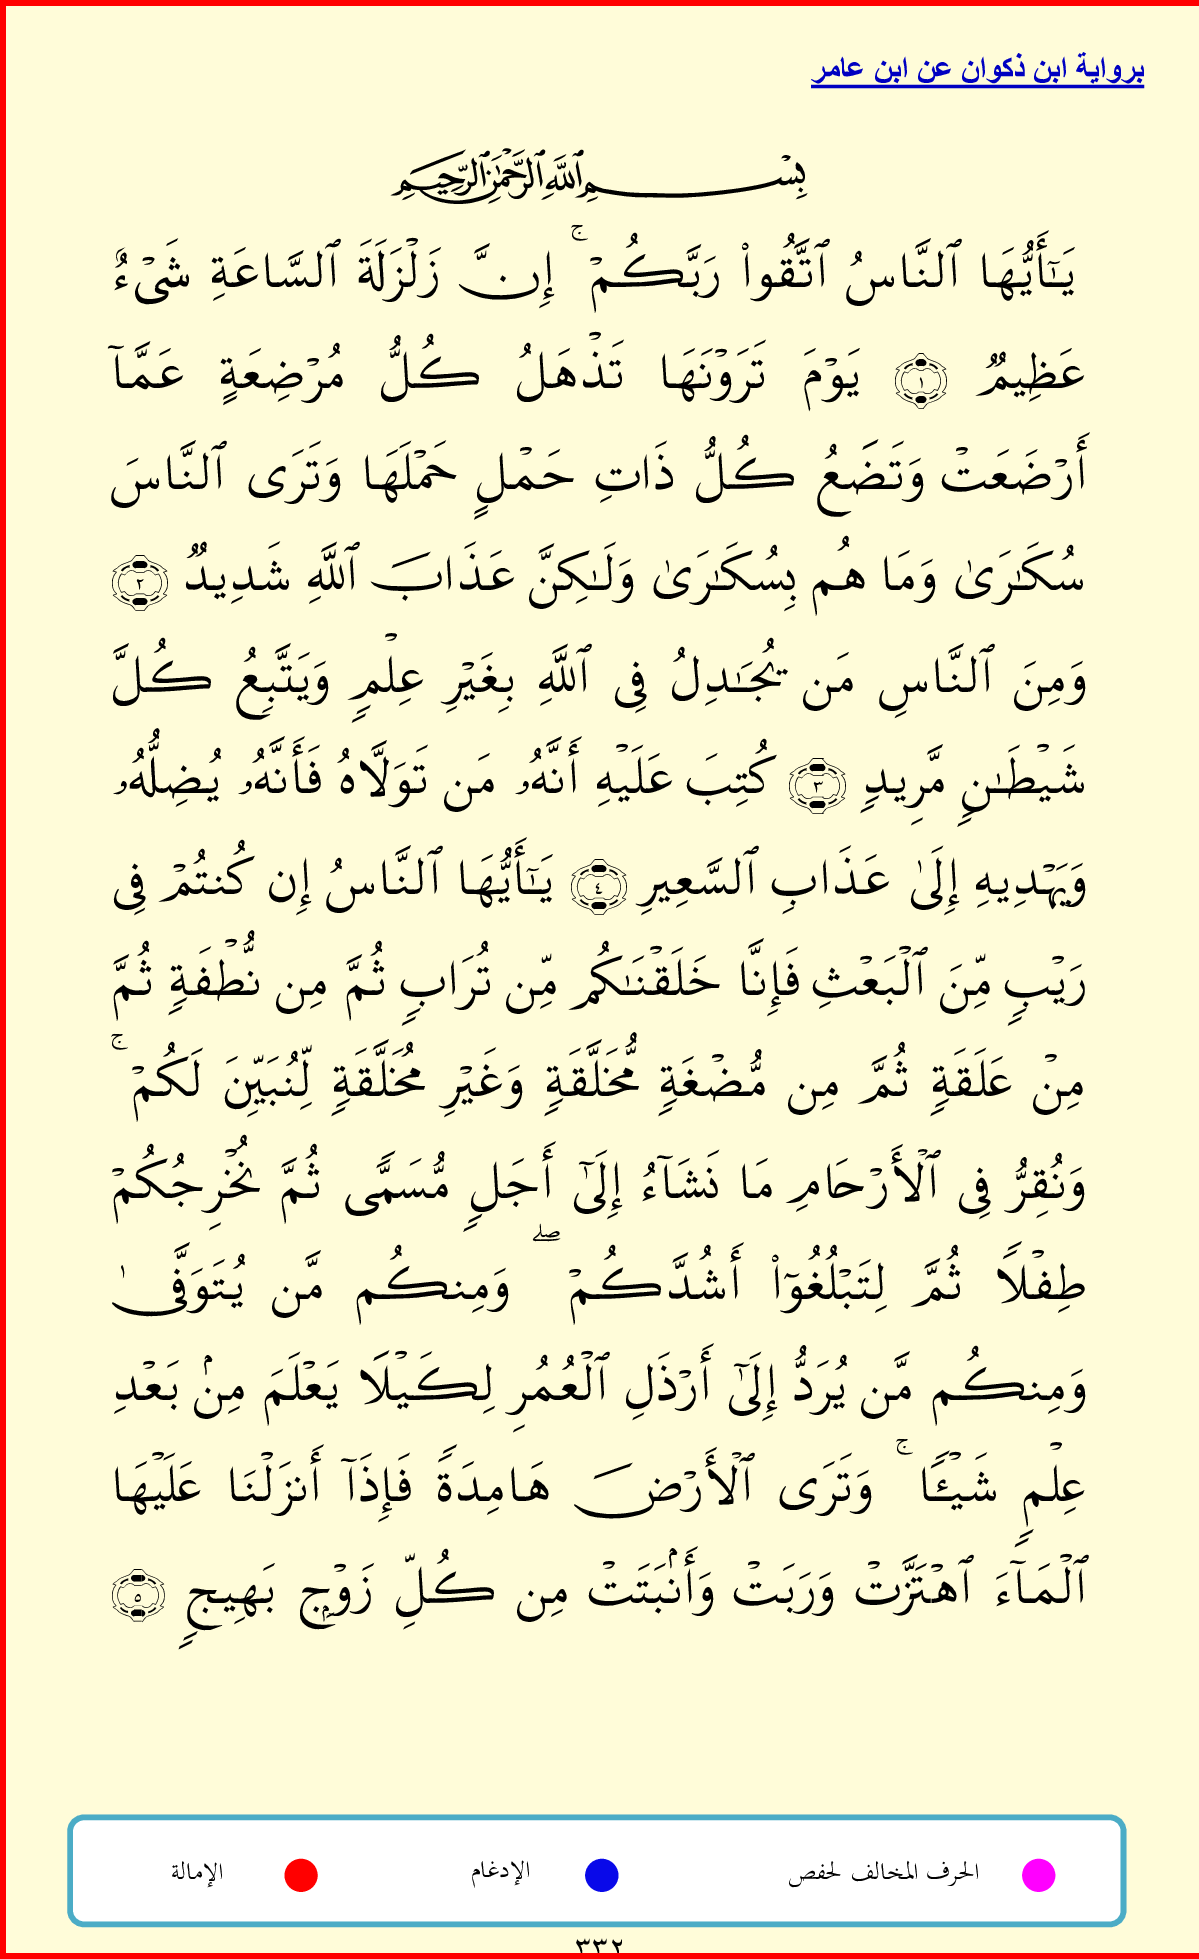 برواية ابن ذكوان عن ابن عامر
بِسْمِ ٱللَّهِ ٱلرَّحْمَٰنِ ٱلرَّحِيمِ
يَٰٓأَيُّهَا ٱلنَّاسُ ٱتَّقُوا۟ رَبَّكُمْ ۚ إِنَّ زَلْزَلَةَ ٱلسَّاعَةِ شَىْءٌ
عَظِيمٌ ١ يَوْمَ تَرَوْنَهَا تَذْهَلُ كُلُّ مُرْضِعَةٍ عَمَّآ
أَرْضَعَتْ وَتَضَعُ كُلُّ ذَاتِ حَمْلٍ حَمْلَهَا وَتَرَى ٱلنَّاسَ
سُكَٰرَىٰ وَمَا هُم بِسُكَٰرَىٰ وَلَٰكِنَّ عَذَابَ ٱللَّهِ شَدِيدٌ ٢
وَمِنَ ٱلنَّاسِ مَن يُجَٰدِلُ فِى ٱللَّهِ بِغَيْرِ عِلْمٍ وَيَتَّبِعُ كُلَّ
شَيْطَٰنٍ مَّرِيدٍ ٣ كُتِبَ عَلَيْهِ أَنَّهُۥ مَن تَوَلَّاهُ فَأَنَّهُۥ يُضِلُّهُۥ
وَيَهْدِيهِ إِلَىٰ عَذَابِ ٱلسَّعِيرِ ٤ يَٰٓأَيُّهَا ٱلنَّاسُ إِن كُنتُمْ فِى
رَيْبٍ مِّنَ ٱلْبَعْثِ فَإِنَّا خَلَقْنَٰكُم مِّن تُرَابٍ ثُمَّ مِن نُّطْفَةٍ ثُمَّ
مِنْ عَلَقَةٍ ثُمَّ مِن مُّضْغَةٍ مُّخَلَّقَةٍ وَغَيْرِ مُخَلَّقَةٍ لِّنُبَيِّنَ لَكُمْ ۚ
وَنُقِرُّ فِى ٱلْأَرْحَامِ مَا نَشَآءُ إِلَىٰٓ أَجَلٍ مُّسَمًّى ثُمَّ نُخْرِجُكُمْ
طِفْلًا ثُمَّ لِتَبْلُغُوٓا۟ أَشُدَّكُمْ ۖ وَمِنكُم مَّن يُتَوَفَّىٰ
وَمِنكُم مَّن يُرَدُّ إِلَىٰٓ أَرْذَلِ ٱلْعُمُرِ لِكَيْلَا يَعْلَمَ مِنۢ بَعْدِ
عِلْمٍ شَيْـًٔا ۚ وَتَرَى ٱلْأَرْضَ هَامِدَةً فَإِذَآ أَنزَلْنَا عَلَيْهَا
ٱلْمَآءَ ٱهْتَزَّتْ وَرَبَتْ وَأَنۢبَتَتْ مِن كُلِّ زَوْجٍۭ بَهِيجٍ ٥
الحرف المخالف لحفص الإدغام الإمالة
٣٣٢